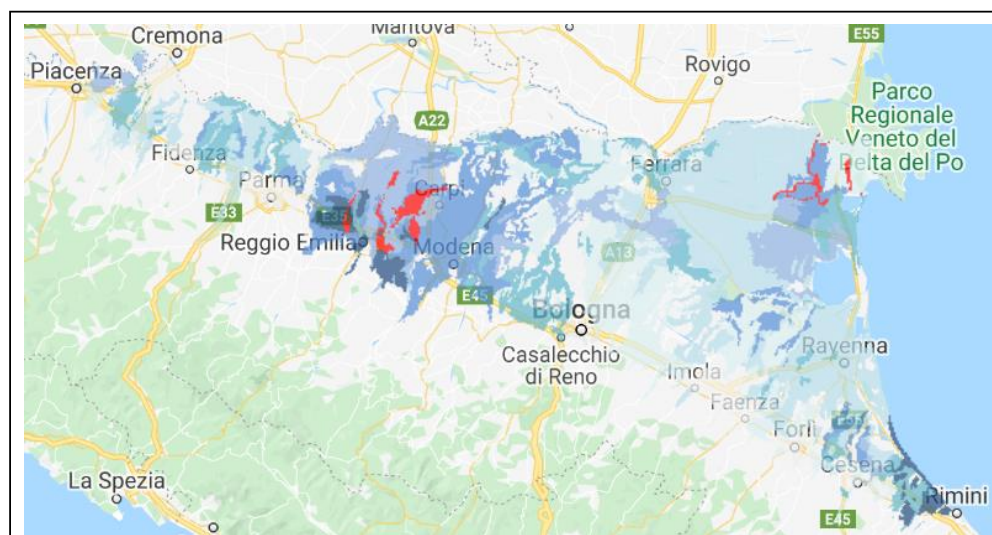 Cremona
Mantova
E55
Piacenza
Rovigo
Parco
Regionale
Veneto del
Delta del Po
A22
Fidenza
Ferrara
Parma
Carpi
E33
E35
Reggio Emilia
Modena
A13
E45
Bologna
Casalecchio
di Reno
Ravenna
Imola
Faenza
Forlì
Cesena
La Spezia
Rimini
E45